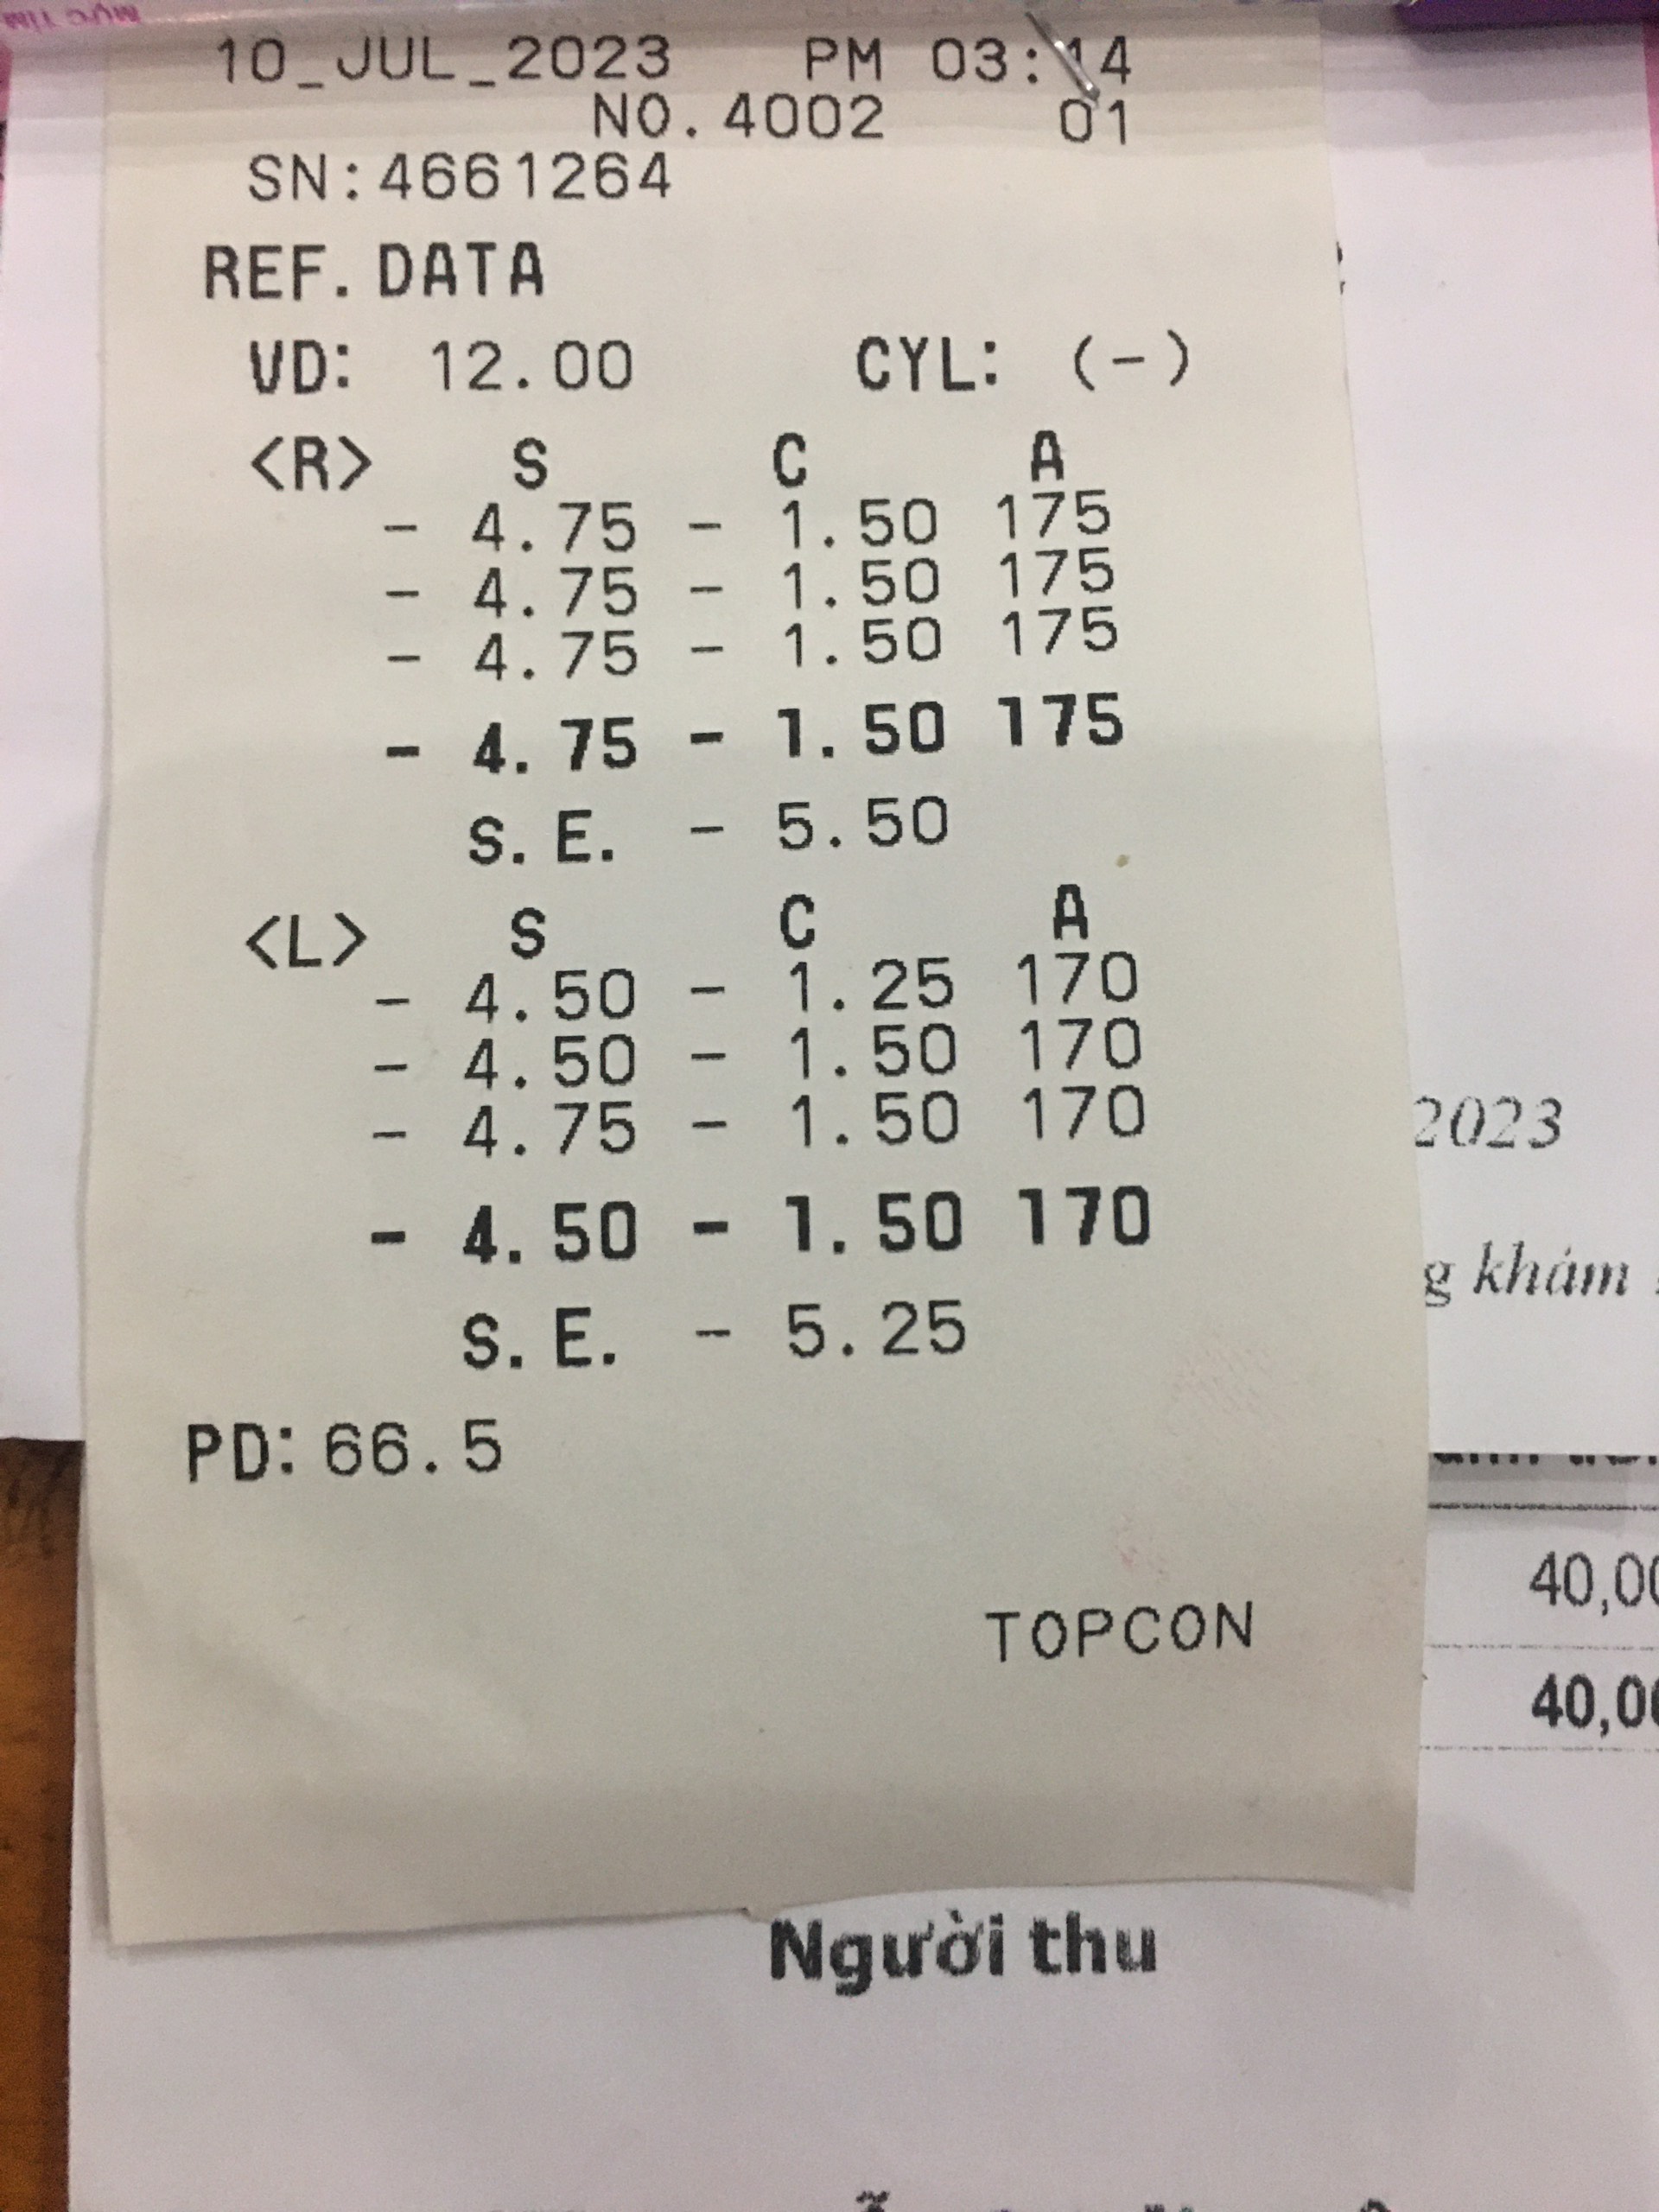 MỰC TÍM
10_JUL_2023 PM 03:14
NO.4002 01
SN:4661264
REF.DATA
VD: 12.00 CYL: (-)
<R> S C A
- 4.75 - 1.50 175
- 4.75 - 1.50 175
- 4.75 - 1.50 175
- 4.75 - 1.50 175
S.E. - 5.50
<L> S C A
- 4.50 - 1.25 170
- 4.50 - 1.50 170
- 4.75 - 1.50 170
- 4.50 - 1.50 170
S.E. - 5.25
PD: 66.5
TOPCON
2023
g khám
40,00
40,00
Người thu